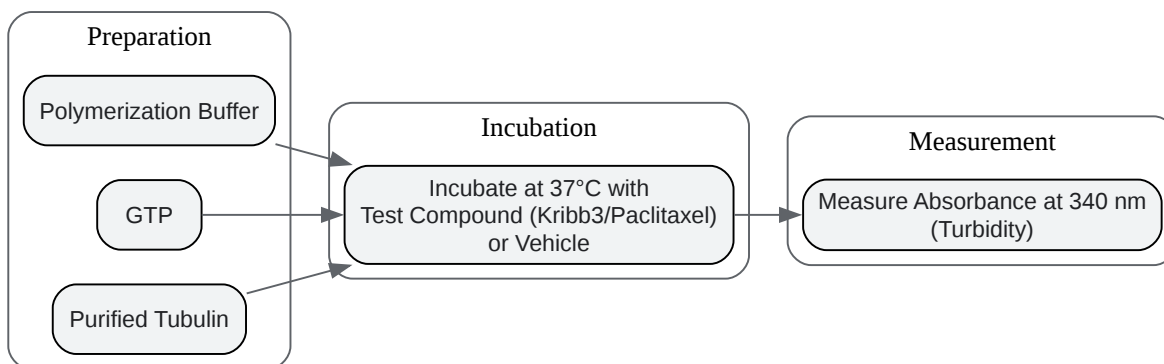 Preparation
Polymerization Buffer
GTP
Purified Tubulin
Incubation
Incubate at 37°C with
Test Compound (Kribb3/Paclitaxel)
or Vehicle
Measurement
Measure Absorbance at 340 nm
(Turbidity)